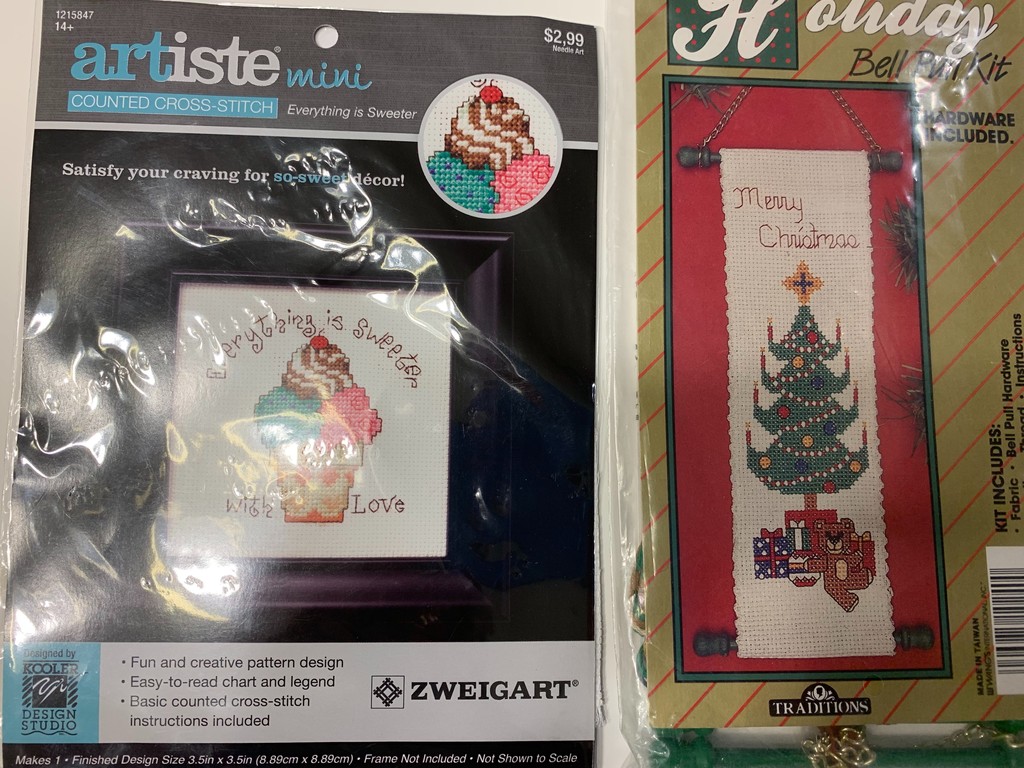 1215847
14+
artiste® mini
$2,99
Needle Art
COUNTED CROSS-STITCH
Everything is Sweeter
Satisfy your craving for so-sweet décor!
Everything is sweeter
with Love
Designed by
KOOLER
DESIGN
STUDIO
• Fun and creative pattern design
• Easy-to-read chart and legend
• Basic counted cross-stitch
instructions included
ZWEIGART®
Makes 1 • Finished Design Size 3.5in x 3.5in (8.89cm x 8.89cm) • Frame Not Included • Not Shown to Scale
Holiday
Bell Pull Kit
HARDWARE
INCLUDED.
Merry
Christmas
KIT INCLUDES:
• Fabric • Bell Pull Hardware
Instructions
MADE IN TAIWAN
TRADITIONS